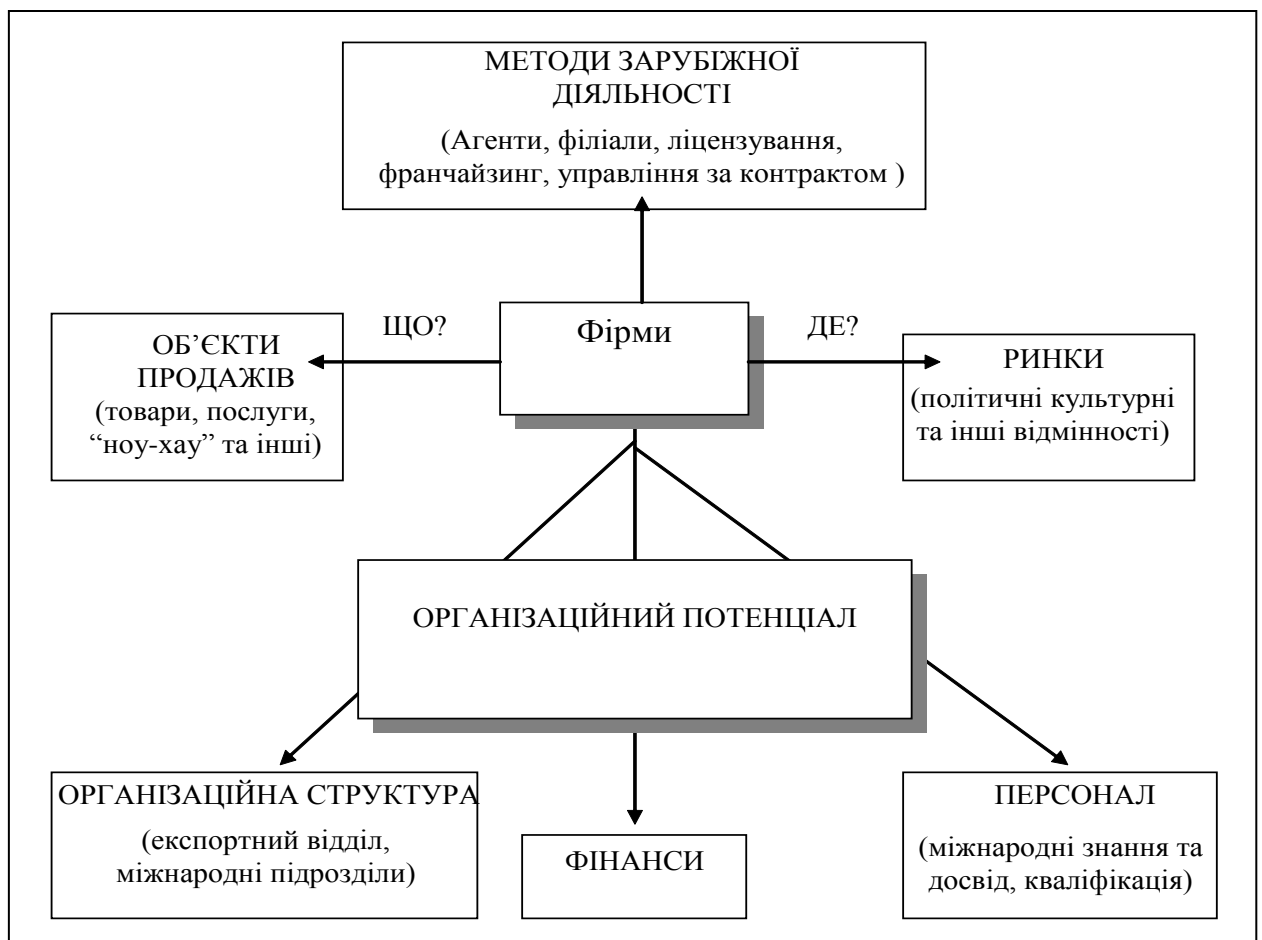 МЕТОДИ ЗАРУБІЖНОЇ
ДІЯЛЬНОСТІ
(Агенти, філіали, ліцензування,
франчайзинг, управління за контрактом )
ЩО?
Фірми
ДЕ?
ОБ’ЄКТИ
ПРОДАЖІВ
(товари, послуги,
“ноу-хау” та інші)
РИНКИ
(політичні культурні
та інші відмінності)
ОРГАНІЗАЦІЙНИЙ ПОТЕНЦІАЛ
ОРГАНІЗАЦІЙНА СТРУКТУРА
(експортний відділ,
міжнародні підрозділи)
ФІНАНСИ
ПЕРСОНАЛ
(міжнародні знання та
досвід, кваліфікація)